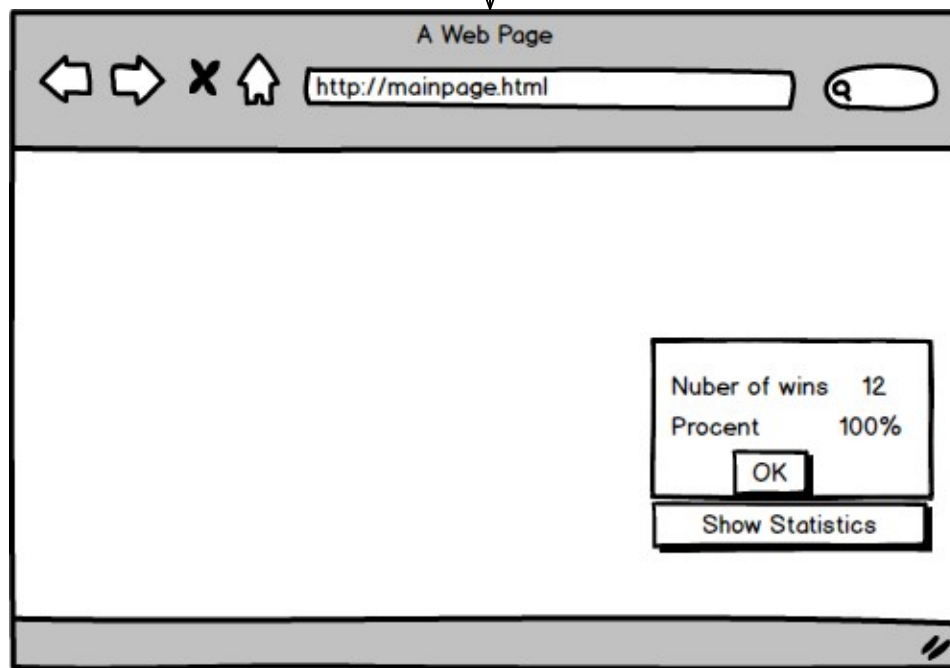 A Web Page
http://mainpage.html
Nuber of wins 12
Procent 100%
OK
Show Statistics